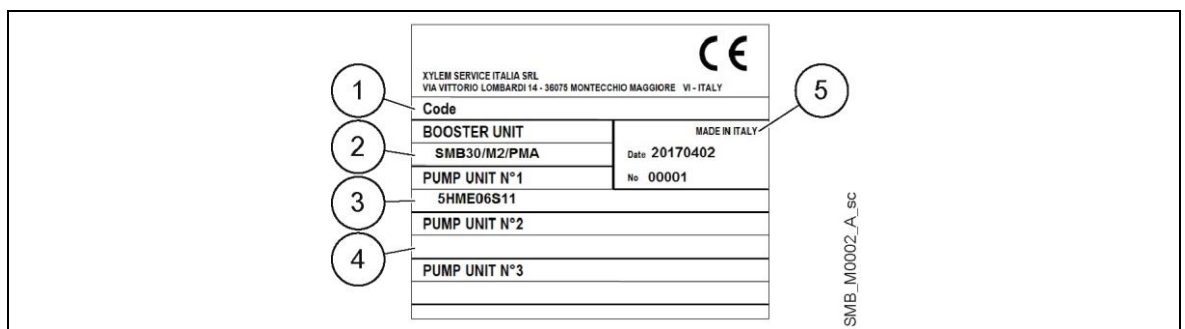 CE
XYLEM SERVICE ITALIA SRL
VIA VITTORIO LOMBARDI 14 - 36075 MONTECCHIO MAGGIORE VI - ITALY
1
Code
5
BOOSTER UNIT
MADE IN ITALY
2
SMB30/M2/PMA
Date 20170402
PUMP UNIT N°1
No 00001
3
5HME06S11
PUMP UNIT N°2
4
PUMP UNIT N°3
SMB_M0002_A_sc